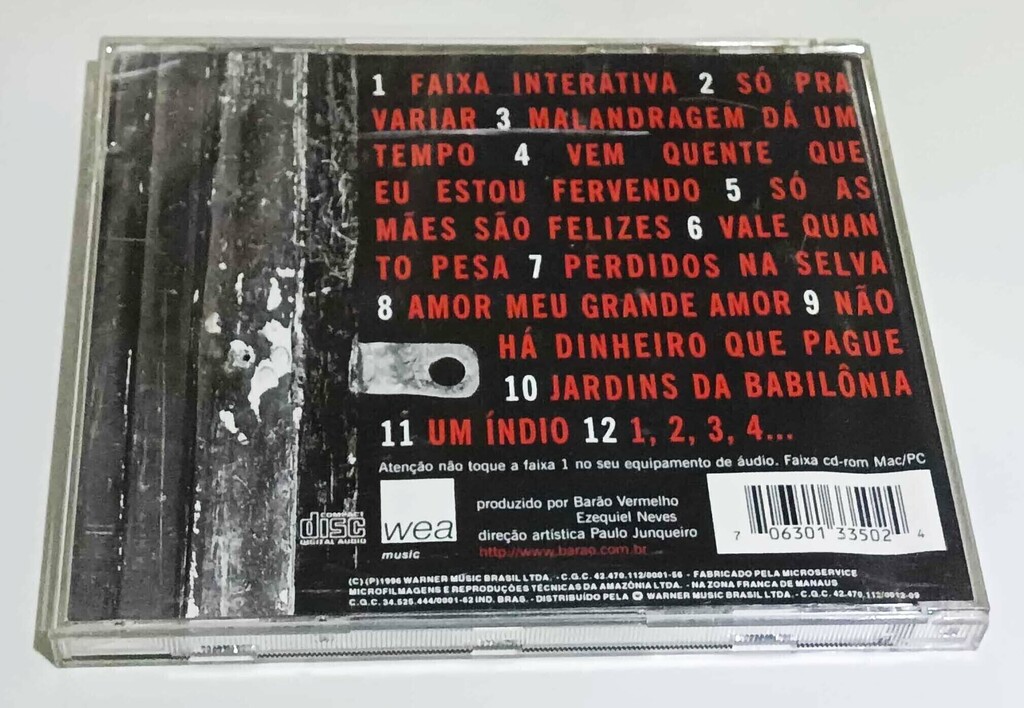 1 FAIXA INTERATIVA 2 SÓ PRA
VARIAR 3 MALANDRAGEM DÁ UM
TEMPO 4 VEM QUENTE QUE
EU ESTOU FERVENDO 5 SÓ AS
MÃES SÃO FELIZES 6 VALE QUAN
TO PESA 7 PERDIDOS NA SELVA
8 AMOR MEU GRANDE AMOR 9 NÃO
HÁ DINHEIRO QUE PAGUE
10 JARDINS DA BABILÔNIA
11 UM ÍNDIO 12 1, 2, 3, 4...
Atenção não toque a faixa 1 no seu equipamento de áudio. Faixa cd-rom Mac/PC
COMPACT
disc
DIGITAL AUDIO
wea
music
produzido por Barão Vermelho
Ezequiel Neves
direção artística Paulo Junqueiro
http://www.barao.com.br
7 06301 33502 4
(C)(P)1996 WARNER MUSIC BRASIL LTDA. - C.G.C. 42.470.112/0001-56 - FABRICADO PELA MICROSERVICE
MICROFILMAGENS E REPRODUÇÕES TÉCNICAS DA AMAZÔNIA LTDA. - NA ZONA FRANCA DE MANAUS
C.G.C. 34.525.444/0001-62 IND. BRAS. - DISTRIBUÍDO PELA WARNER MUSIC BRASIL LTDA. - C.G.C. 42.470.112/0013-09